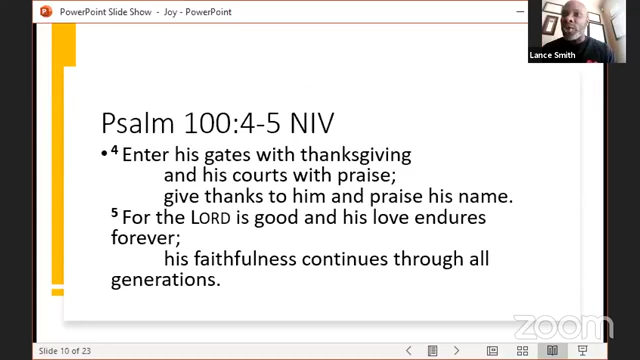 PowerPoint Slide Show - Joy - PowerPoint
Lance Smith
Psalm 100:4-5 NIV
• 4 Enter his gates with thanksgiving
and his courts with praise;
give thanks to him and praise his name.
5 For the LORD is good and his love endures
forever;
his faithfulness continues through all
generations.
zoom
Slide 10 of 23